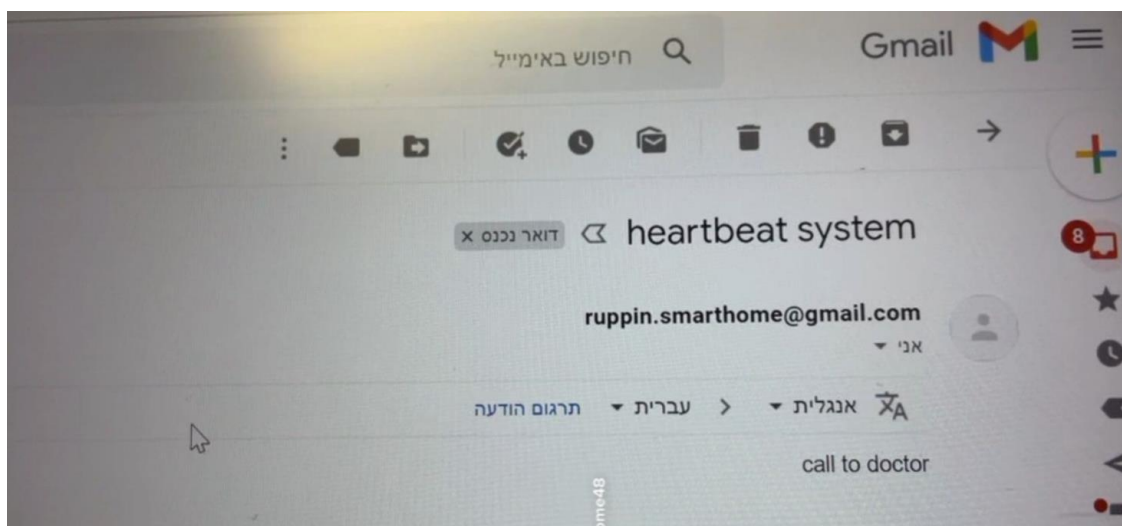 Gmail
חיפוש באימייל
heartbeat system
דואר נכנס ×
8
ruppin.smarthome@gmail.com
אני
אנגלית > עברית תרגום הודעה
call to doctor
ome48